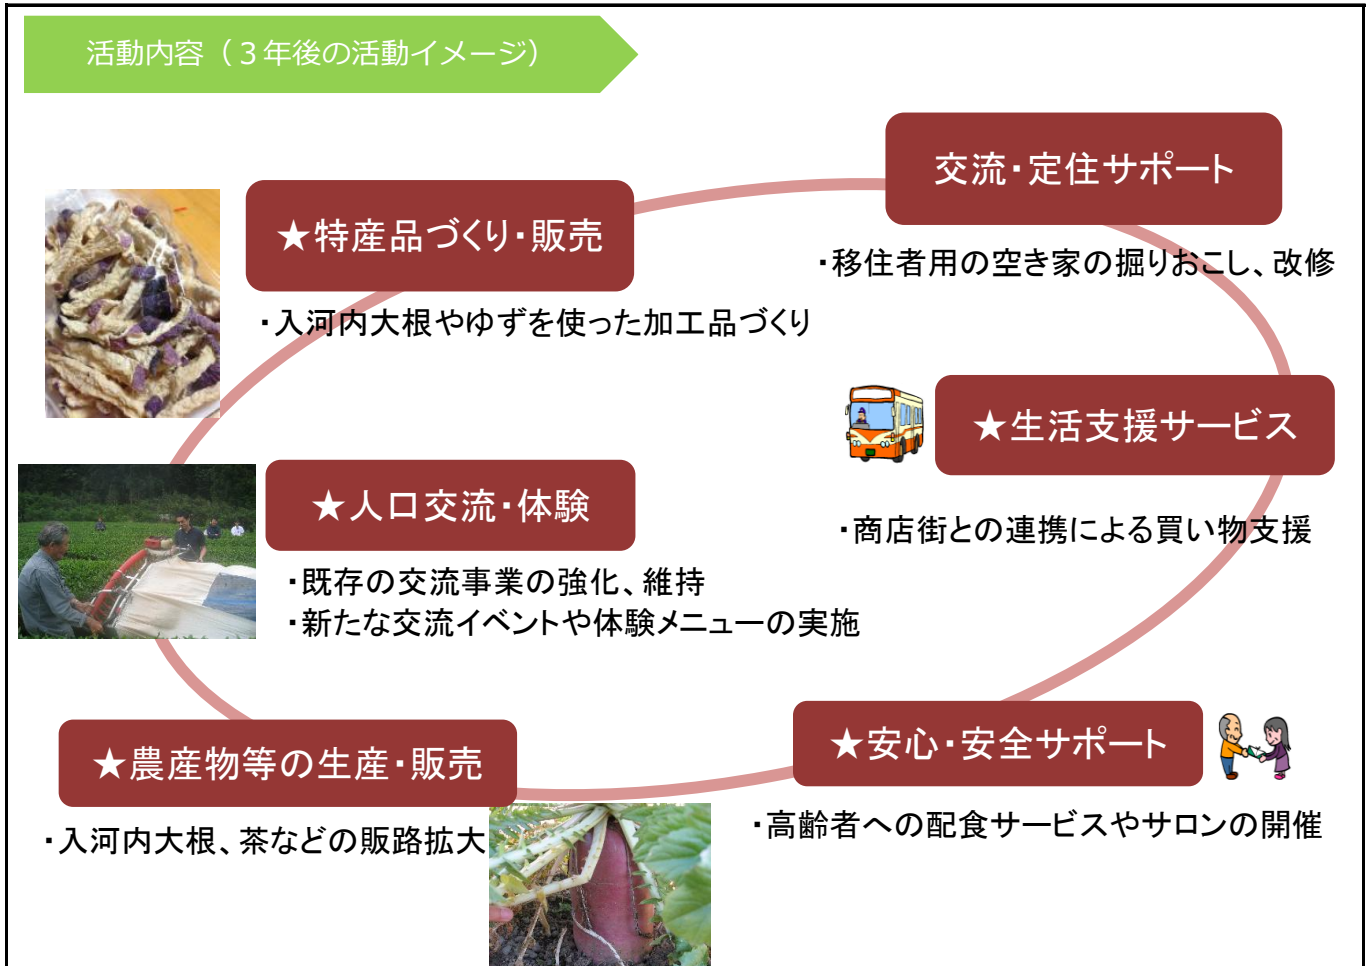 活動内容（３年後の活動イメージ）
交流・定住サポート
・移住者用の空き家の掘りおこし、改修
★特産品づくり・販売
・入河内大根やゆずを使った加工品づくり
★生活支援サービス
・商店街との連携による買い物支援
★人口交流・体験
・既存の交流事業の強化、維持
・新たな交流イベントや体験メニューの実施
★安心・安全サポート
・高齢者への配食サービスやサロンの開催
★農産物等の生産・販売
・入河内大根、茶などの販路拡大